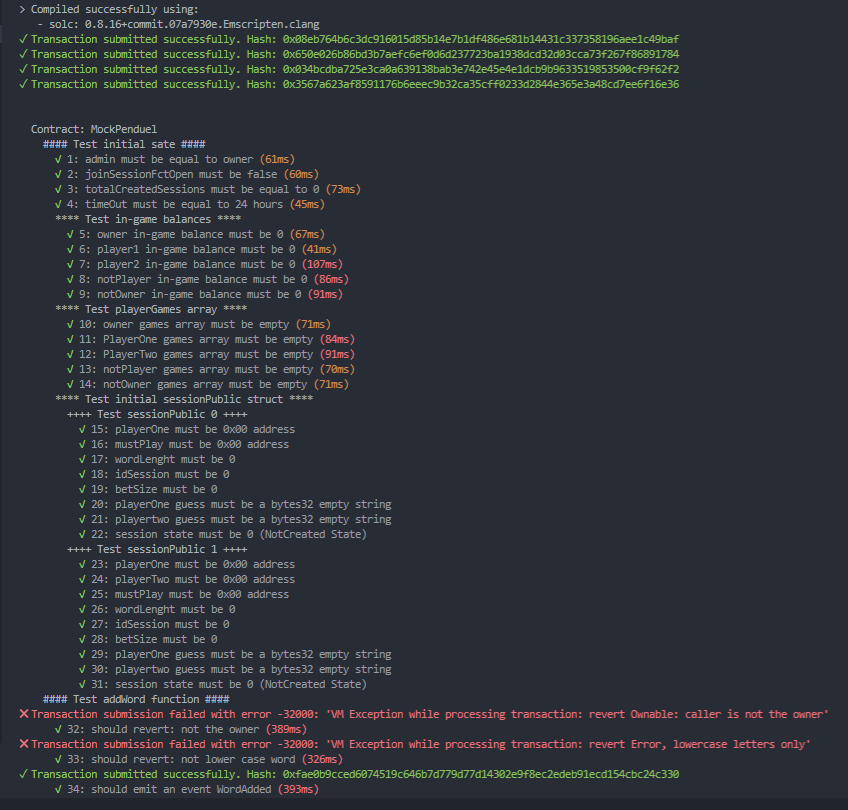 > Compiled successfully using:
- solc: 0.8.16+commit.07a7930e.Emscripten.clang
✓ Transaction submitted successfully. Hash: 0x08eb764b6c3dc916015d85b14e7b1df486e681b14431c337358196aee1c49baf
✓ Transaction submitted successfully. Hash: 0x650e026b86bd3b7aefc6ef0d6d237723ba1938dcd32d03cca73f267f86891784
✓ Transaction submitted successfully. Hash: 0x034bcdba725e3ca0a639138bab3e742e45e4e1dcb9b9633519853500cf9f62f2
✓ Transaction submitted successfully. Hash: 0x3567a623af8591176b6eeec9b32ca35cff0233d2844e365e3a48cd7ee6f16e36
Contract: MockPenduel
#### Test initial sate ####
√ 1: admin must be equal to owner (61ms)
√ 2: joinSessionFctOpen must be false (60ms)
√ 3: totalCreatedSessions must be equal to 0 (73ms)
√ 4: timeOut must be equal to 24 hours (45ms)
**** Test in-game balances ****
√ 5: owner in-game balance must be 0 (67ms)
√ 6: player1 in-game balance must be 0 (41ms)
√ 7: player2 in-game balance must be 0 (107ms)
√ 8: notPlayer in-game balance must be 0 (86ms)
√ 9: notOwner in-game balance must be 0 (91ms)
**** Test playerGames array ****
√ 10: owner games array must be empty (71ms)
√ 11: PlayerOne games array must be empty (84ms)
√ 12: PlayerTwo games array must be empty (91ms)
√ 13: notPlayer games array must be empty (70ms)
√ 14: notOwner games array must be empty (71ms)
**** Test initial sessionPublic struct ****
++++ Test sessionPublic 0 ++++
√ 15: playerOne must be 0x00 address
√ 16: mustPlay must be 0x00 address
√ 17: wordLenght must be 0
√ 18: idSession must be 0
√ 19: betSize must be 0
√ 20: playerOne guess must be a bytes32 empty string
√ 21: playertwo guess must be a bytes32 empty string
√ 22: session state must be 0 (NotCreated State)
++++ Test sessionPublic 1 ++++
√ 23: playerOne must be 0x00 address
√ 24: playerTwo must be 0x00 address
√ 25: mustPlay must be 0x00 address
√ 26: wordLenght must be 0
√ 27: idSession must be 0
√ 28: betSize must be 0
√ 29: playerOne guess must be a bytes32 empty string
√ 30: playertwo guess must be a bytes32 empty string
√ 31: session state must be 0 (NotCreated State)
#### Test addWord function ####
❌ Transaction submission failed with error -32000: 'VM Exception while processing transaction: revert Ownable: caller is not the owner'
√ 32: should revert: not the owner (389ms)
❌ Transaction submission failed with error -32000: 'VM Exception while processing transaction: revert Error, lowercase letters only'
√ 33: should revert: not lower case word (326ms)
✓ Transaction submitted successfully. Hash: 0xfae0b9cced6074519c646b7d779d77d14302e9f8ec2edeb91ecd154cbc24c330
√ 34: should emit an event WordAdded (393ms)